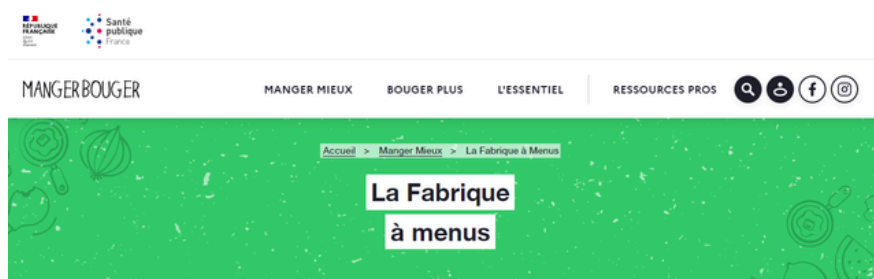 RÉPUBLIQUE
FRANÇAISE
Santé
publique
France
MANGERBOUGER
MANGER MIEUX BOUGER PLUS L'ESSENTIEL RESSOURCES PROS
Accueil > Manger Mieux > La Fabrique à Menus
La Fabrique
à menus